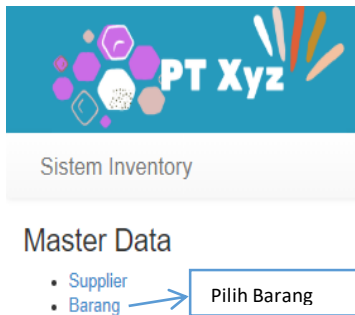 PT Xyz
Sistem Inventory
Master Data
Supplier
Barang
Pilih Barang